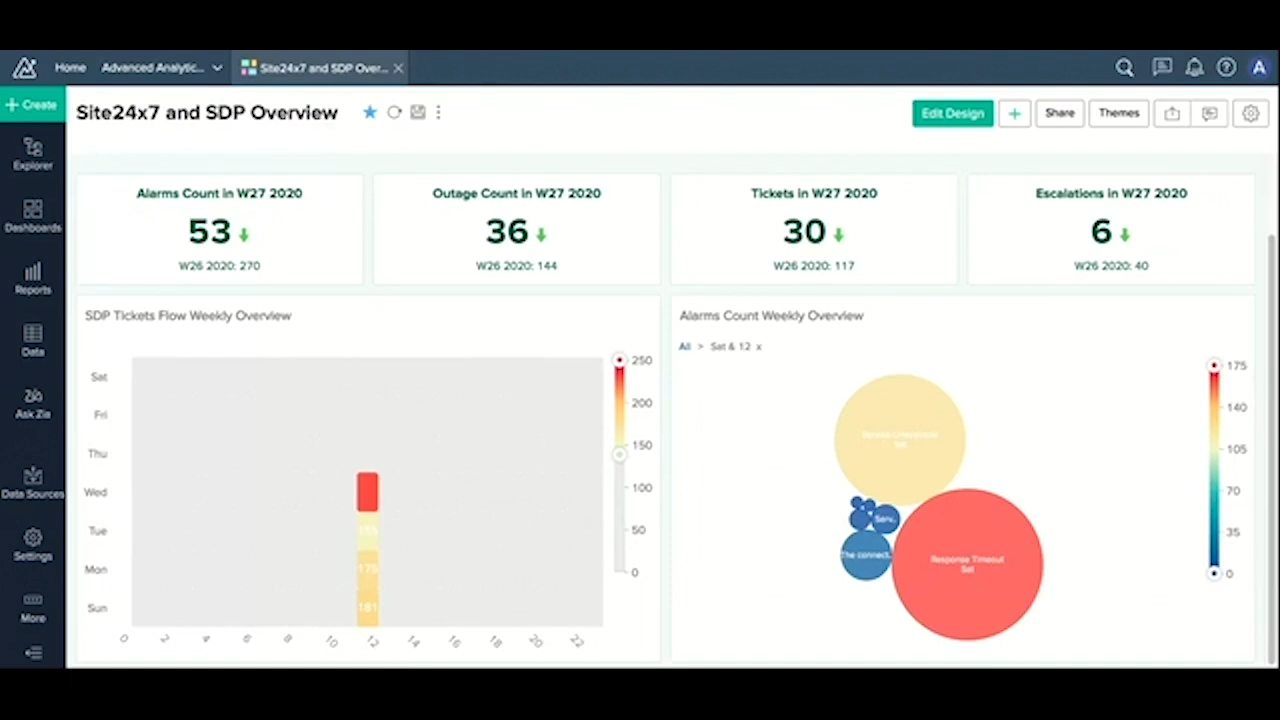 Home
Advanced Analytic...
Site24x7 and SDP Over...
A
+ Create
Explorer
Dashboards
Reports
Data
Ask Zia
Data Sources
Settings
More
Site24x7 and SDP Overview
Edit Design
+
Share
Themes
Alarms Count in W27 2020
53
W26 2020: 270
Outage Count in W27 2020
36
W26 2020: 144
Tickets in W27 2020
30
W26 2020: 117
Escalations in W27 2020
6
W26 2020: 40
SDP Tickets Flow Weekly Overview
Sat
Fri
Thu
Wed
Tue
Mon
Sun
175
181
0 2 4 6 8 10 12 14 16 18 20 22
250
200
150
100
50
0
Alarms Count Weekly Overview
All > Sat & 12 x
Sat
Serv..
The connect..
Response Timeout
Sat
175
140
105
70
35
0